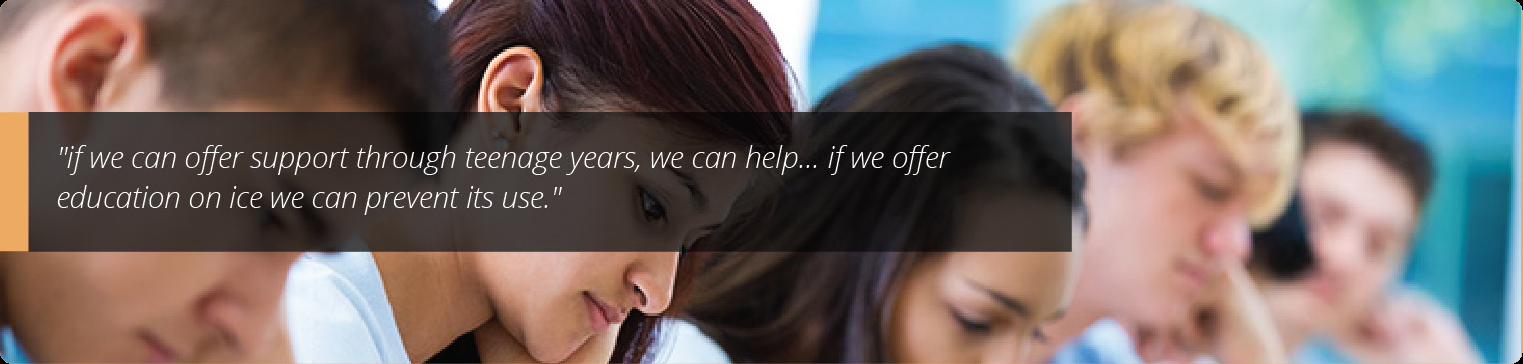 "if we can offer support through teenage years, we can help... if we offer
education on ice we can prevent its use."